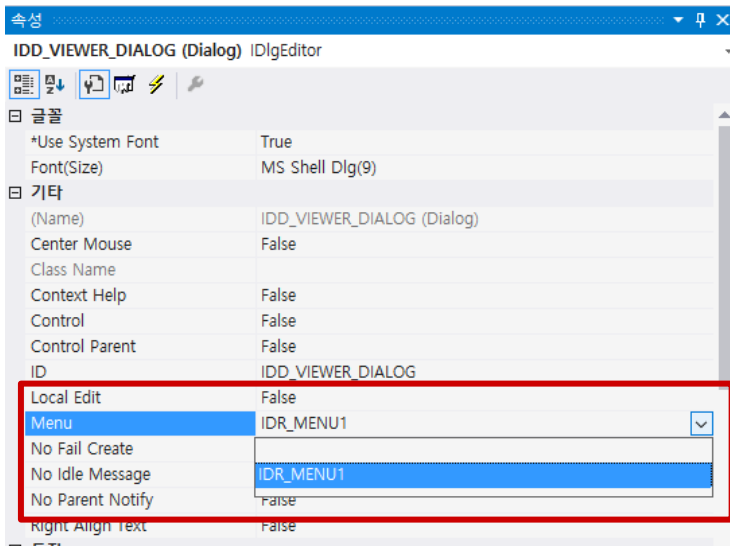 속성
IDD_VIEWER_DIALOG (Dialog) IDlgEditor
글꼴
*Use System Font True
Font(Size) MS Shell Dlg(9)
기타
(Name) IDD_VIEWER_DIALOG (Dialog)
Center Mouse False
Class Name
Context Help False
Control False
Control Parent False
ID IDD_VIEWER_DIALOG
Local Edit False
Menu IDR_MENU1
No Fail Create
No Idle Message IDR_MENU1
No Parent Notify False
Right Align Text False